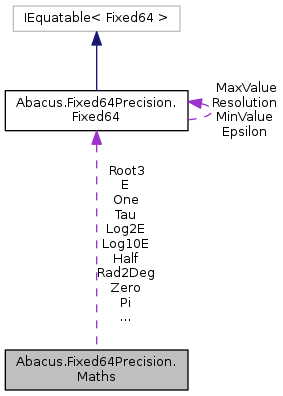 IEquatable< Fixed64 >
Abacus.Fixed64Precision.
Fixed64
MaxValue
Resolution
MinValue
Epsilon
Root3
E
One
Tau
Log2E
Log10E
Half
Rad2Deg
Zero
Pi
...
Abacus.Fixed64Precision.
Maths